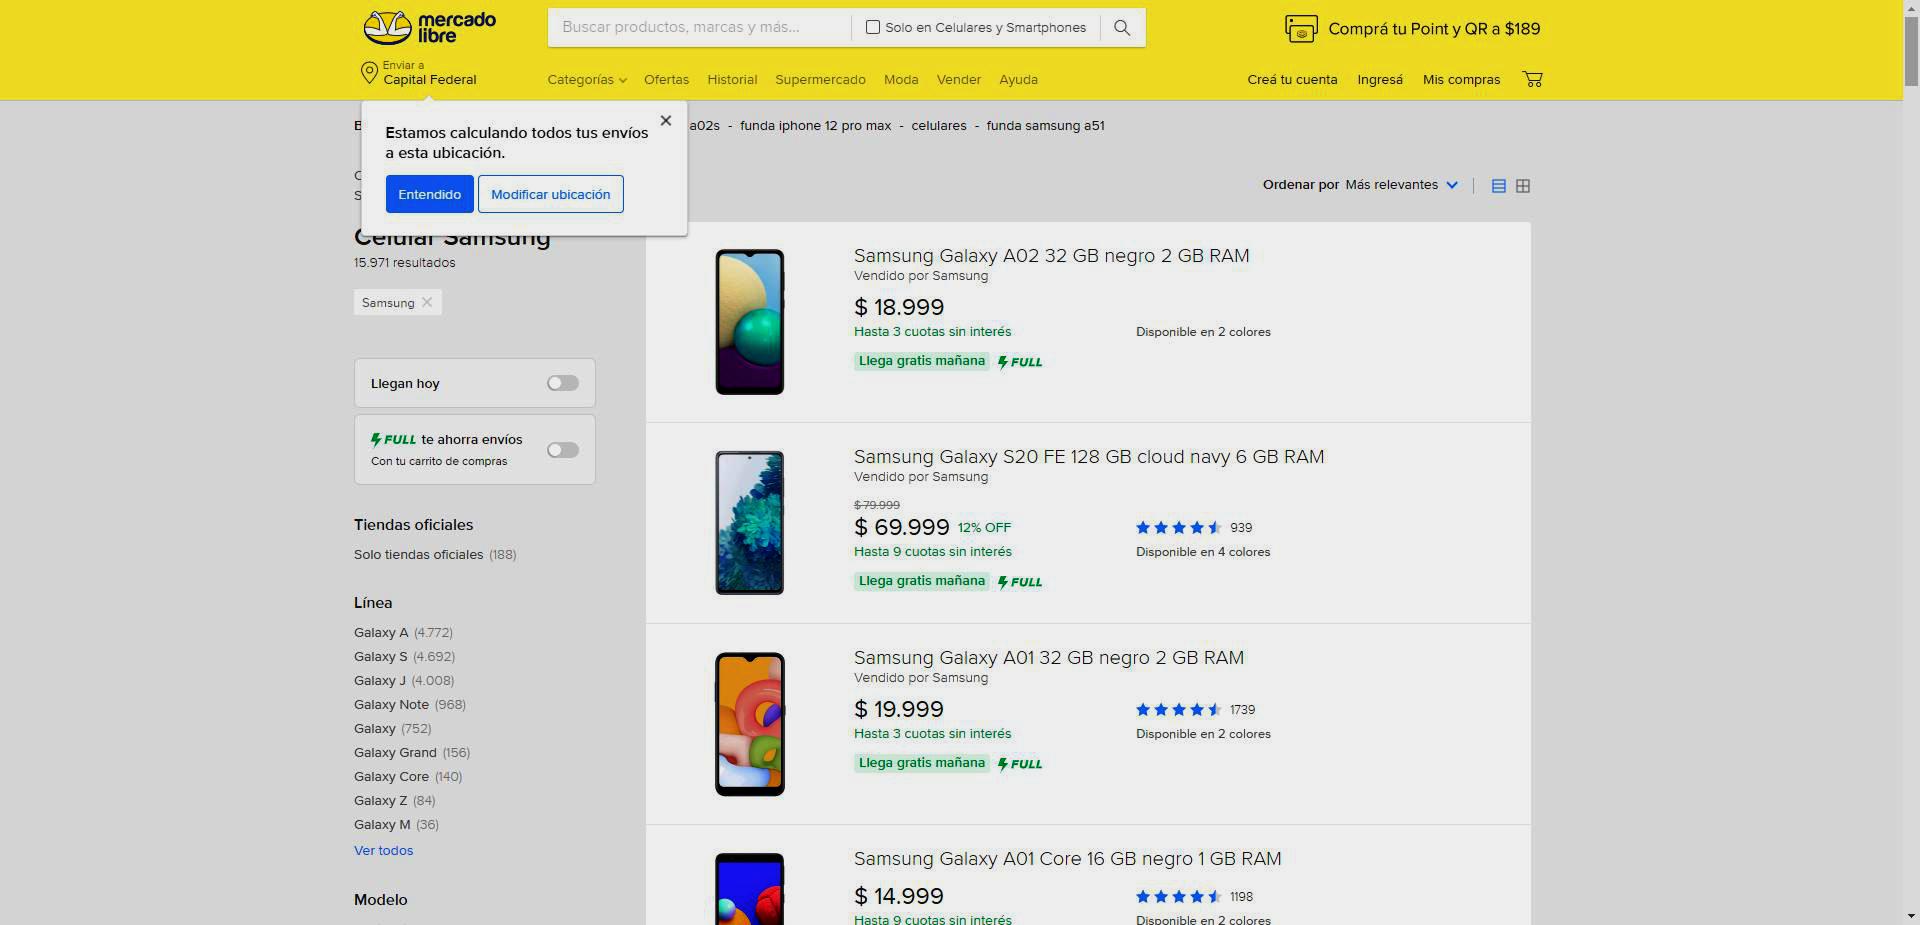 mercado
libre
Buscar productos, marcas y más...
Solo en Celulares y Smartphones
Comprá tu Point y QR a $189
Enviar a
Capital Federal
Categorías Ofertas Historial Supermercado Moda Vender Ayuda
Creá tu cuenta Ingresá Mis compras
a02s - funda iphone 12 pro max - celulares - funda samsung a51
Estamos calculando todos tus envíos
a esta ubicación.
Entendido Modificar ubicación
Ordenar por Más relevantes
Celular Samsung
15.971 resultados
Samsung
Llegan hoy
FULL te ahorra envíos
Con tu carrito de compras
Tiendas oficiales
Solo tiendas oficiales (188)
Línea
Galaxy A (4.772)
Galaxy S (4.692)
Galaxy J (4.008)
Galaxy Note (968)
Galaxy (752)
Galaxy Grand (156)
Galaxy Core (140)
Galaxy Z (84)
Galaxy M (36)
Ver todos
Modelo
Samsung Galaxy A02 32 GB negro 2 GB RAM
Vendido por Samsung
$ 18.999
Hasta 3 cuotas sin interés
Disponible en 2 colores
Llega gratis mañana FULL
Samsung Galaxy S20 FE 128 GB cloud navy 6 GB RAM
Vendido por Samsung
$ 79.999
$ 69.999 12% OFF
939
Hasta 9 cuotas sin interés
Disponible en 4 colores
Llega gratis mañana FULL
Samsung Galaxy A01 32 GB negro 2 GB RAM
Vendido por Samsung
$ 19.999
1739
Hasta 3 cuotas sin interés
Disponible en 2 colores
Llega gratis mañana FULL
Samsung Galaxy A01 Core 16 GB negro 1 GB RAM
$ 14.999
1198
Hasta 9 cuotas sin interés
Disponible en 2 colores